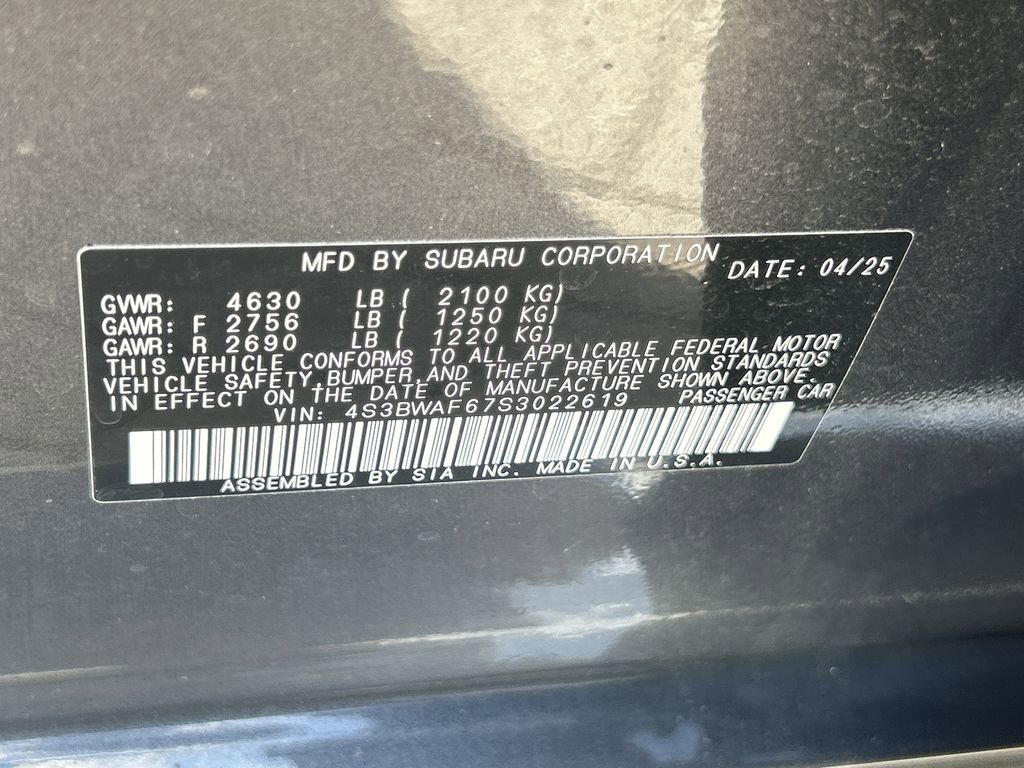 MFD BY SUBARU CORPORATION DATE: 04/25
GVWR: 4630 LB ( 2100 KG)
GAWR: F 2756 LB ( 1250 KG)
GAWR: R 2690 LB ( 1220 KG)
THIS VEHICLE CONFORMS TO ALL APPLICABLE FEDERAL MOTOR
VEHICLE SAFETY,BUMPER,AND THEFT PREVENTION STANDARDS
IN EFFECT ON THE DATE OF MANUFACTURE SHOWN ABOVE.
VIN: 4S3BWAF67S3022619 PASSENGER CAR
ASSEMBLED BY SIA INC. MADE IN U.S.A.